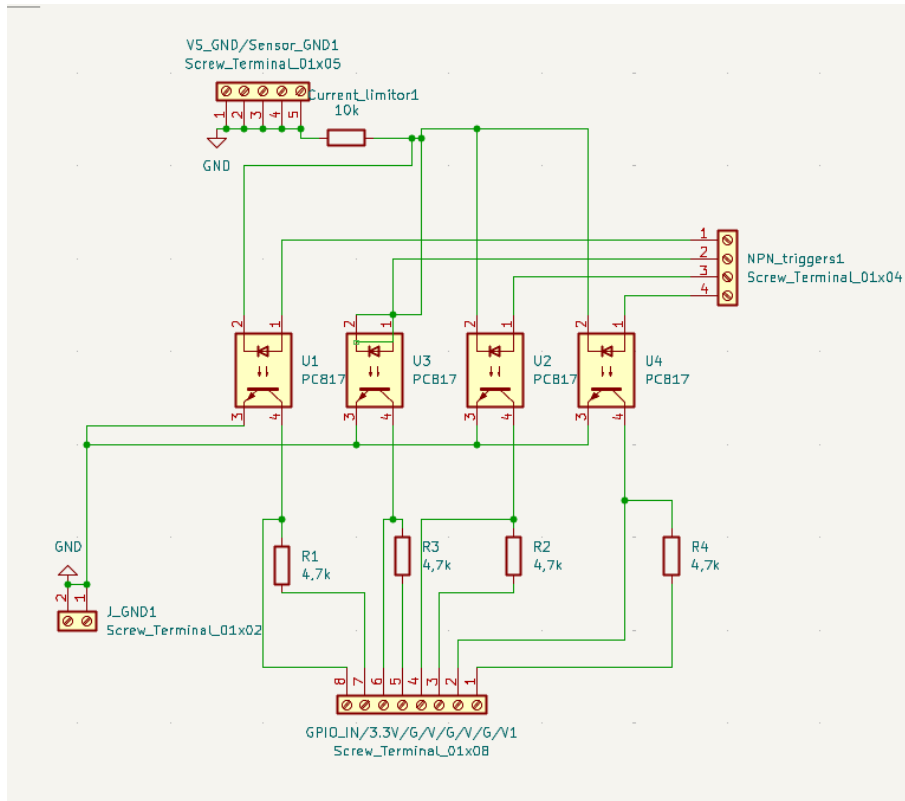 V5_GND/Sensor_GND1
Screw_Terminal_01x05
Current_limitor1
10k
1
2
3
4
5
GND
1
2
3
4
NPN_triggers1
Screw_Terminal_01x04
2
1
2
1
2
1
2
1
U1
PC817
U3
PC817
U2
PC817
U4
PC817
3
4
3
4
3
4
3
4
GND
R1
4,7k
R3
4,7k
R2
4,7k
R4
4,7k
2
1
J_GND1
Screw_Terminal_01x02
8
7
6
5
4
3
2
1
GPIO_IN/3.3V/G/V/G/V/G/V1
Screw_Terminal_01x08